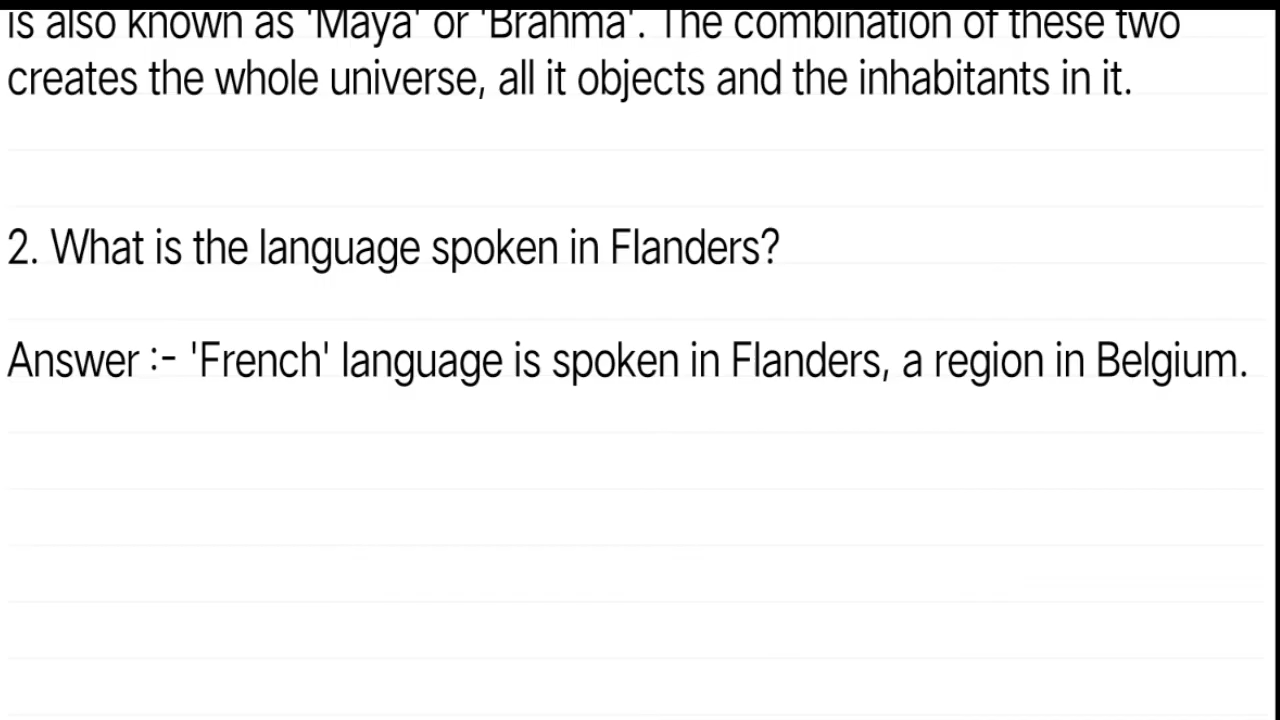 is also known as 'Maya' or 'Brahma'. The combination of these two
creates the whole universe, all it objects and the inhabitants in it.
2. What is the language spoken in Flanders?
Answer :- 'French' language is spoken in Flanders, a region in Belgium.